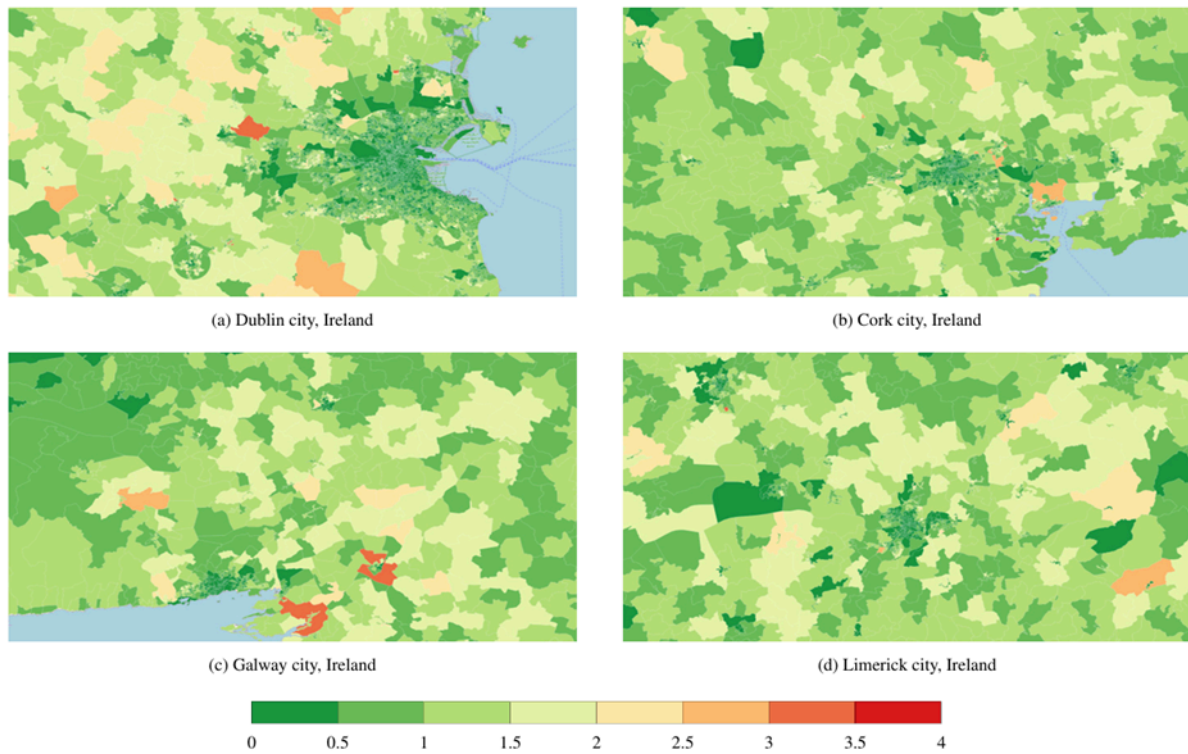 (a) Dublin city, Ireland
(b) Cork city, Ireland
(c) Galway city, Ireland
(d) Limerick city, Ireland
0 0.5 1 1.5 2 2.5 3 3.5 4